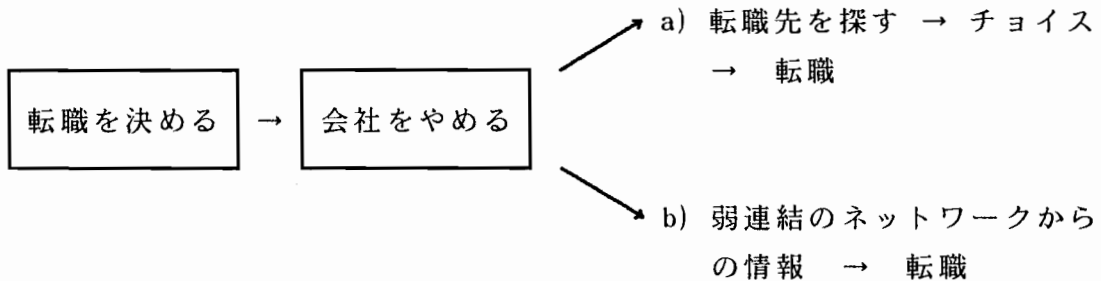 転職を決める → 会社をやめる
a) 転職先を探す → チョイス
→ 転職
b) 弱連結のネットワークから
の情報 → 転職